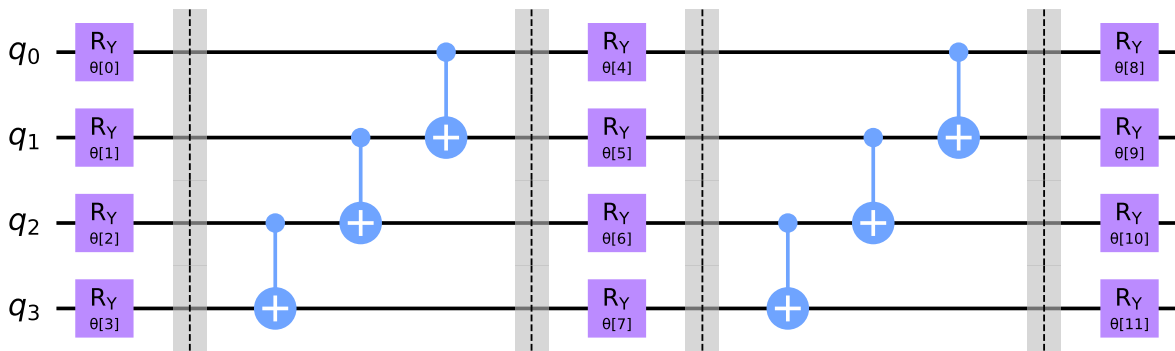 q0 RY θ[0] RY θ[4] RY θ[8]
q1 RY θ[1] RY θ[5] RY θ[9]
q2 RY θ[2] RY θ[6] RY θ[10]
q3 RY θ[3] RY θ[7] RY θ[11]